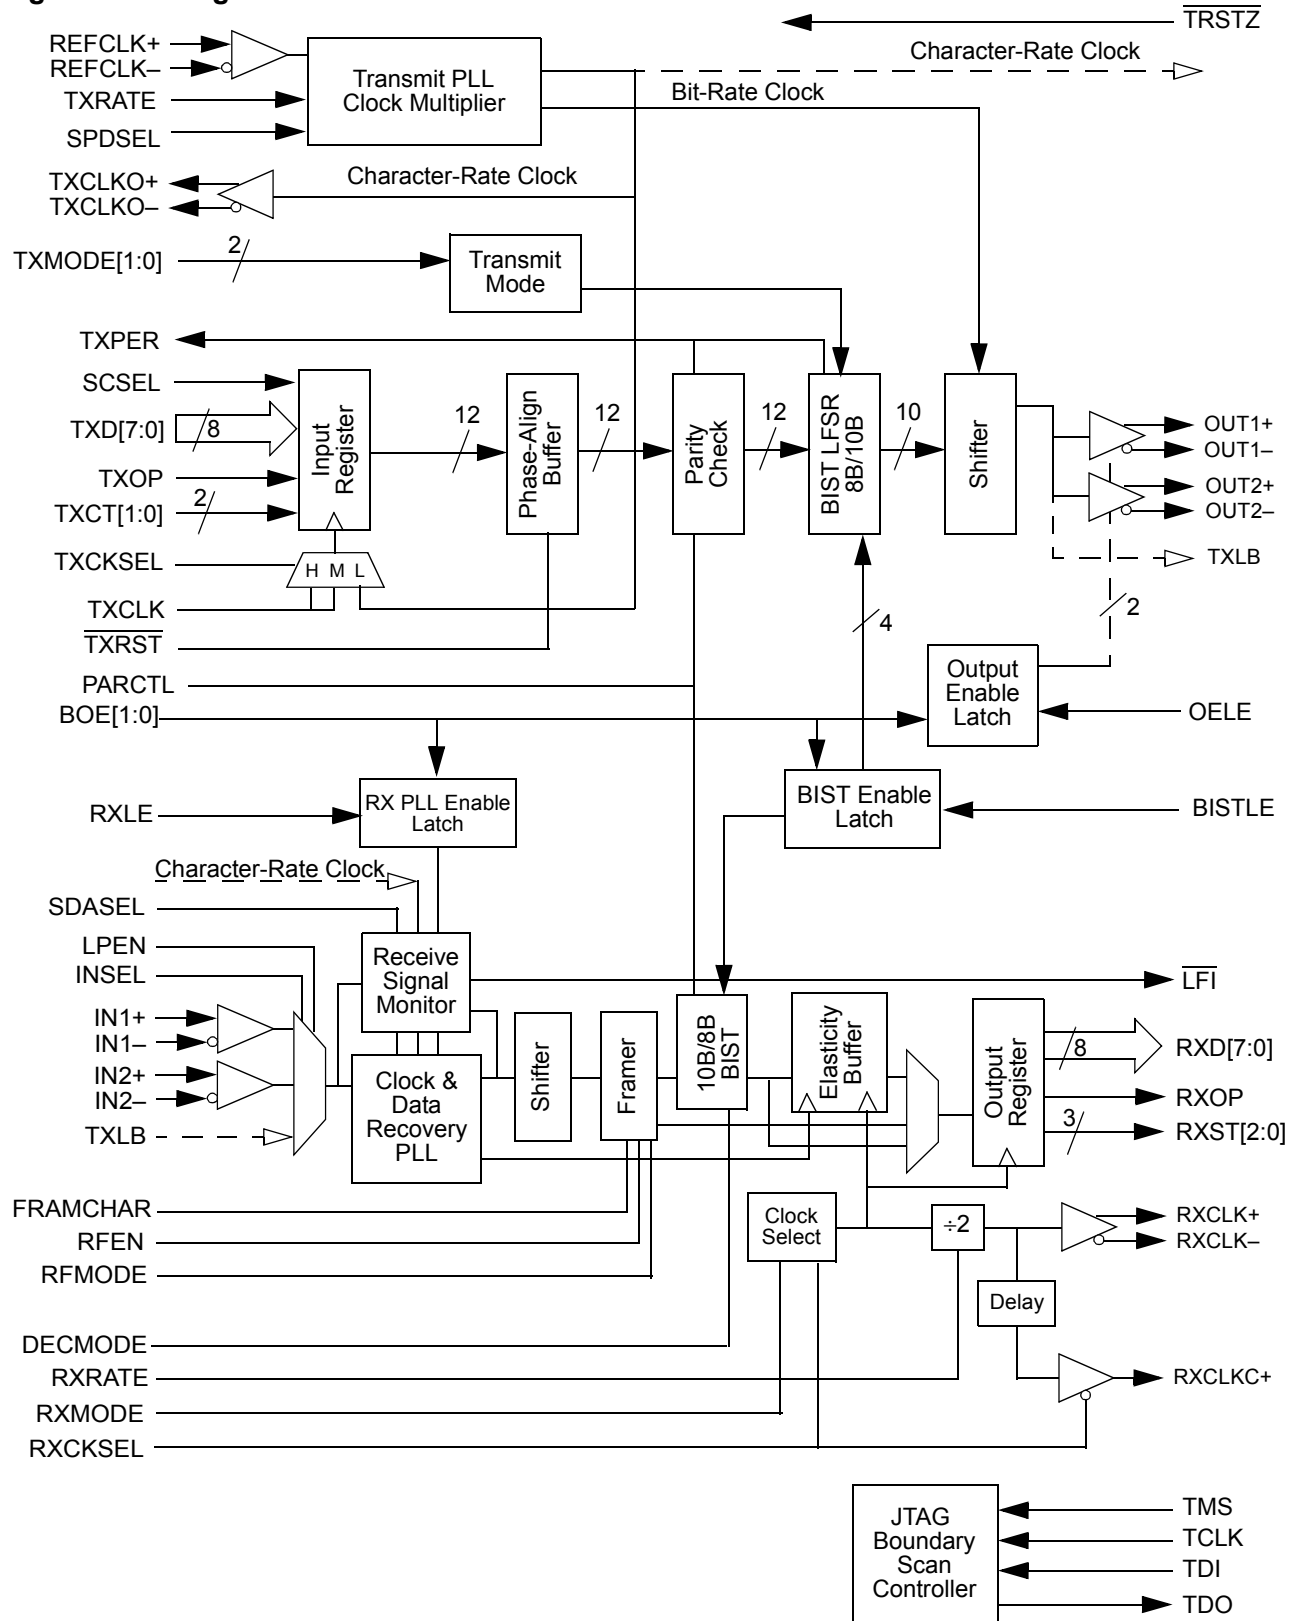 TRSTZ
REFCLK+
REFCLK–
TXRATE
SPDSEL
Transmit PLL
Clock Multiplier
Character-Rate Clock
Bit-Rate Clock
TXCLKO+
TXCLKO–
Character-Rate Clock
TXMODE[1:0]
2
Transmit
Mode
TXPER
SCSEL
TXD[7:0]
8
TXOP
TXCT[1:0]
2
TXCKSEL
H M L
TXCLK
TXRST
PARCTL
BOE[1:0]
Input
Register
12
Phase-Align
Buffer
12
Parity
Check
12
BIST LFSR
8B/10B
10
Shifter
OUT1+
OUT1–
OUT2+
OUT2–
TXLB
2
4
Output
Enable
Latch
OELE
RXLE
RX PLL Enable
Latch
BIST Enable
Latch
BISTLE
Character-Rate Clock
SDASEL
LPEN
INSEL
IN1+
IN1–
IN2+
IN2–
TXLB
Receive
Signal
Monitor
LFI
Clock &
Data
Recovery
PLL
Shifter
Framer
10B/8B
BIST
Elasticity
Buffer
Output
Register
8
RXD[7:0]
RXOP
3
RXST[2:0]
FRAMCHAR
RFEN
RFMODE
Clock
Select
÷2
RXCLK+
RXCLK–
Delay
DECMODE
RXRATE
RXCLKC+
RXMODE
RXCKSEL
JTAG
Boundary
Scan
Controller
TMS
TCLK
TDI
TDO